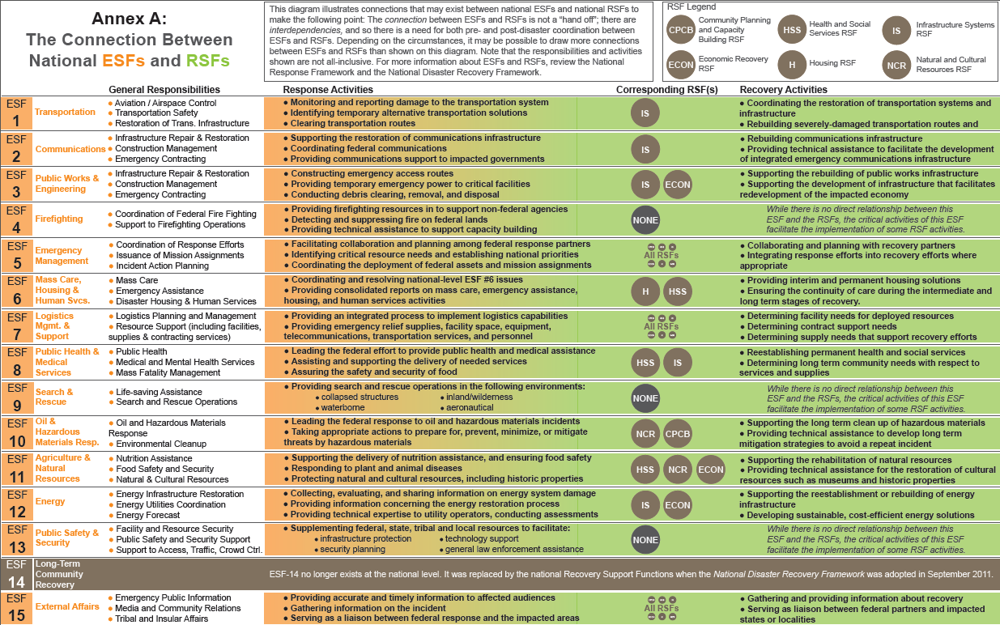 Annex A:
The Connection Between
National ESFs and RSFs
This diagram illustrates connections that may exist between national ESFs and national RSFs to
make the following point: The connection between ESFs and RSFs is not a “hand off”; there are
interdependencies, and so there is a need for both pre- and post-disaster coordination between
ESFs and RSFs. Depending on the circumstances, it may be possible to draw more connections
between ESFs and RSFs than shown on this diagram. Note that the responsibilities and activities
shown are not all-inclusive. For more information about ESFs and RSFs, review the National
Response Framework and the National Disaster Recovery Framework.
RSF Legend
CPCB Community Planning
and Capacity
Building RSF
HSS Health and Social
Services RSF
IS Infrastructure Systems
RSF
ECON Economic Recovery
RSF
H Housing RSF
NCR Natural and Cultural
Resources RSF
General Responsibilities Response Activities Corresponding RSF(s) Recovery Activities
ESF
1
Transportation
• Aviation / Airspace Control
• Transportation Safety
• Restoration of Trans. Infrastructure
• Monitoring and reporting damage to the transportation system
• Identifying temporary alternative transportation solutions
• Clearing transportation routes
IS
• Coordinating the restoration of transportation systems and
infrastructure
• Rebuilding severely-damaged transportation routes and
ESF
2
Communications
• Infrastructure Repair & Restoration
• Construction Management
• Emergency Contracting
• Supporting the restoration of communications infrastructure
• Coordinating federal communications
• Providing communications support to impacted governments
IS
• Rebuilding communications infrastructure
• Providing technical assistance to facilitate the development
of integrated emergency communications infrastructure
ESF
3
Public Works &
Engineering
• Infrastructure Repair & Restoration
• Construction Management
• Emergency Contracting
• Constructing emergency access routes
• Providing temporary emergency power to critical facilities
• Conducting debris clearing, removal, and disposal
IS ECON
• Supporting the rebuilding of public works infrastructure
• Supporting the development of infrastructure that facilitates
redevelopment of the impacted economy
ESF
4
Firefighting
• Coordination of Federal Fire Fighting
• Support to Firefighting Operations
• Providing firefighting resources in to support non-federal agencies
• Detecting and suppressing fire on federal lands
• Providing technical assistance to support capacity building
NONE
While there is no direct relationship between this
ESF and the RSFs, the critical activities of this ESF
facilitate the implementation of some RSF activities.
ESF
5
Emergency
Management
• Coordination of Response Efforts
• Issuance of Mission Assignments
• Incident Action Planning
• Facilitating collaboration and planning among federal response partners
• Identifying critical resource needs and establishing national priorities
• Coordinating the deployment of federal assets and mission assignments
All RSFs
• Collaborating and planning with recovery partners
• Integrating response efforts into recovery efforts where
appropriate
ESF
6
Mass Care,
Housing &
Human Svcs.
• Mass Care
• Emergency Assistance
• Disaster Housing & Human Services
• Coordinating and resolving national-level ESF #6 issues
• Providing consolidated reports on mass care, emergency assistance,
housing, and human services activities
H HSS
• Providing interim and permanent housing solutions
• Ensuring the continuity of care during the intermediate and
long term stages of recovery.
ESF
7
Logistics
Mgmt. &
Support
• Logistics Planning and Management
• Resource Support (including facilities,
supplies & contracting services)
• Providing an integrated process to implement logistics capabilities
• Providing emergency relief supplies, facility space, equipment,
telecommunications, transportation services, and personnel
All RSFs
• Determining facility needs for deployed resources
• Determining contract support needs
• Determining supply needs that support recovery efforts
ESF
8
Public Health &
Medical
Services
• Public Health
• Medical and Mental Health Services
• Mass Fatality Management
• Leading the federal effort to provide public health and medical assistance
• Assisting and supporting the delivery of needed services
• Assuring the safety and security of food
HSS IS
• Reestablishing permanent health and social services
• Determining long term community needs with respect to
services and supplies
ESF
9
Search &
Rescue
• Life-saving Assistance
• Search and Rescue Operations
• Providing search and rescue operations in the following environments:
• collapsed structures • inland/wilderness
• waterborne • aeronautical
NONE
While there is no direct relationship between this
ESF and the RSFs, the critical activities of this ESF
facilitate the implementation of some RSF activities.
ESF
10
Oil &
Hazardous
Materials Resp.
• Oil and Hazardous Materials
Response
• Environmental Cleanup
• Leading the federal response to oil and hazardous materials incidents
• Taking appropriate actions to prepare for, prevent, minimize, or mitigate
threats by hazardous materials
NCR CPCB
• Supporting the long term clean up of hazardous materials
• Providing technical assistance to develop long term
mitigation strategies to avoid a repeat incident
ESF
11
Agriculture &
Natural
Resources
• Nutrition Assistance
• Food Safety and Security
• Natural & Cultural Resources
• Supporting the delivery of nutrition assistance, and ensuring food safety
• Responding to plant and animal diseases
• Protecting natural and cultural resources, including historic properties
HSS NCR ECON
• Supporting the rehabilitation of natural resources
• Providing technical assistance for the restoration of cultural
resources such as museums and historic properties
ESF
12
Energy
• Energy Infrastructure Restoration
• Energy Utilities Coordination
• Energy Forecast
• Collecting, evaluating, and sharing information on energy system damage
• Providing information concerning the energy restoration process
• Providing technical expertise to utility operators, conducting assessments
IS ECON
• Supporting the reestablishment or rebuilding of energy
infrastructure
• Developing sustainable, cost-efficient energy solutions
ESF
13
Public Safety &
Security
• Facility and Resource Security
• Public Safety and Security Support
• Support to Access, Traffic, Crowd Ctrl.
• Supplementing federal, state, tribal and local resources to facilitate:
• infrastructure protection • technology support
• security planning • general law enforcement assistance
NONE
While there is no direct relationship between this
ESF and the RSFs, the critical activities of this ESF
facilitate the implementation of some RSF activities.
ESF
14
Long-Term
Community
Recovery
ESF-14 no longer exists at the national level. It was replaced by the national Recovery Support Functions when the National Disaster Recovery Framework was adopted in September 2011.
ESF
15
External Affairs
• Emergency Public Information
• Media and Community Relations
• Tribal and Insular Affairs
• Providing accurate and timely information to affected audiences
• Gathering information on the incident
• Serving as a liaison between federal response and the impacted areas
All RSFs
• Gathering and providing information about recovery
• Serving as liaison between federal partners and impacted
states or localities